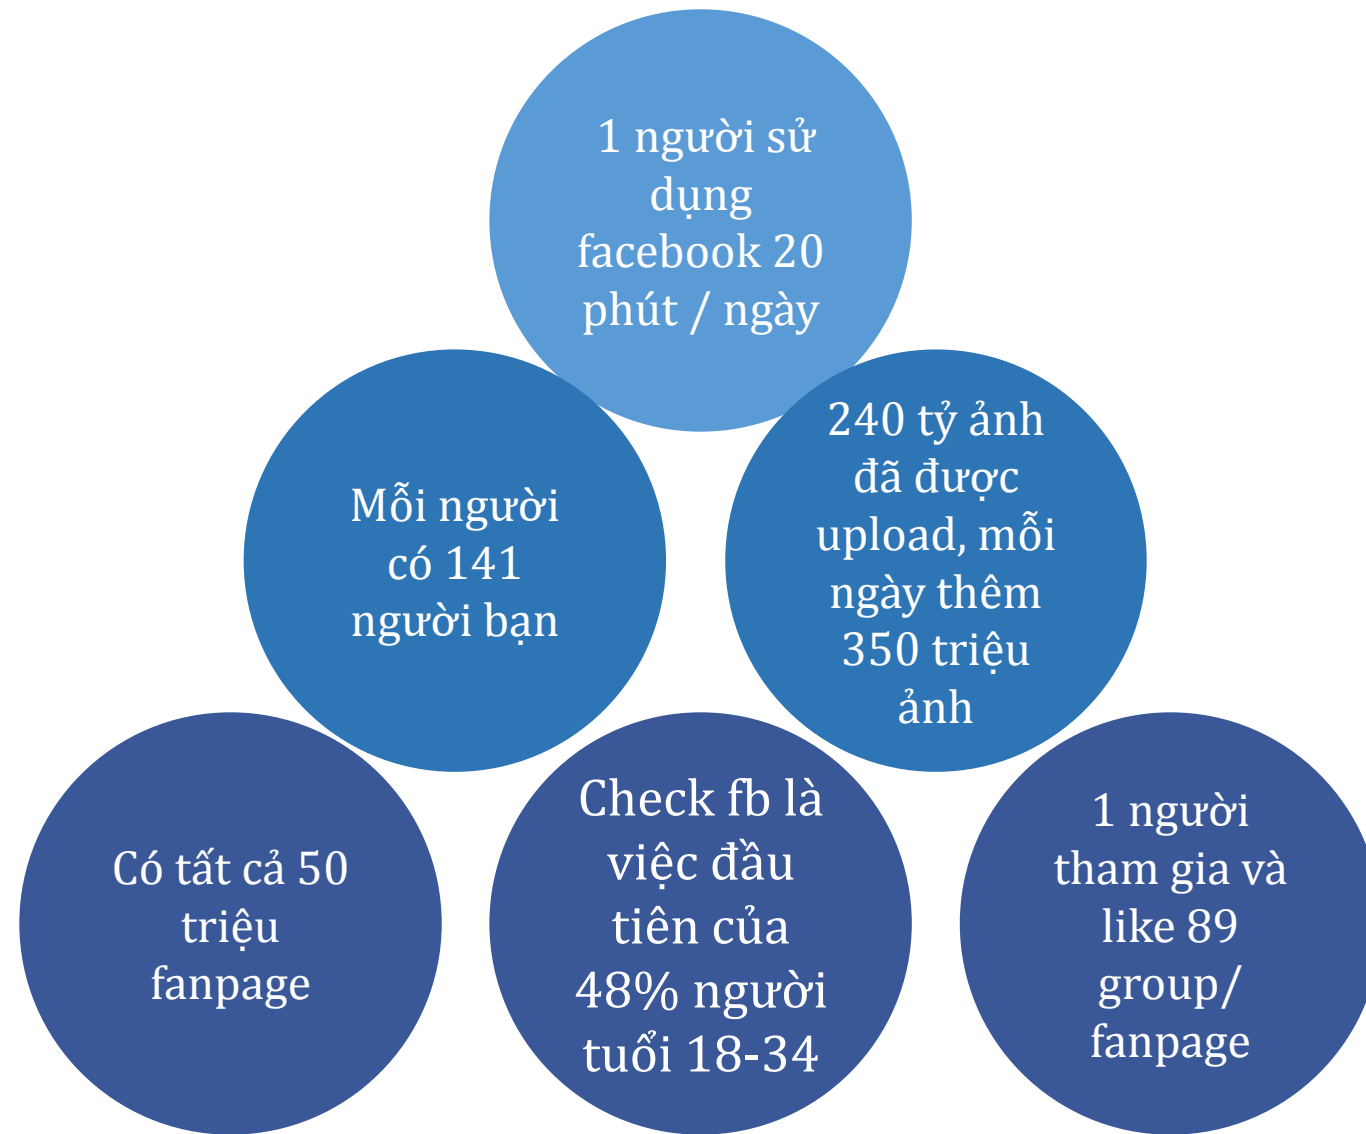 1 người sử
dụng
facebook 20
phút / ngày
Mỗi người
có 141
người bạn
240 tỷ ảnh
đã được
upload, mỗi
ngày thêm
350 triệu
ảnh
Có tất cả 50
triệu
fanpage
Check fb là
việc đầu
tiên của
48% người
tuổi 18-34
1 người
tham gia và
like 89
group/
fanpage